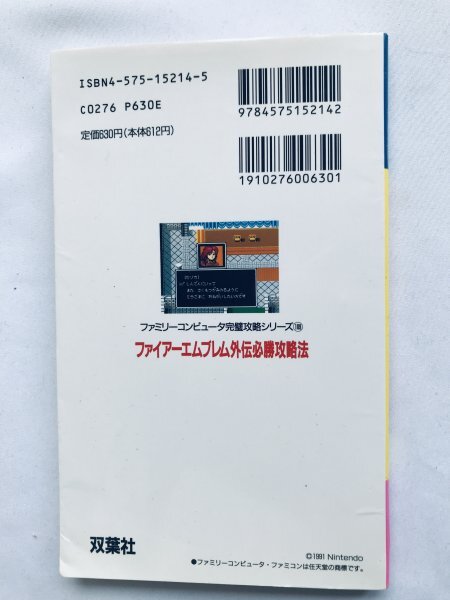 ISBN4-575-15214-5
C0276 P630E
定価630円(本体612円)
9784575152142
1910276006301
ファミリーコンピュータ完璧攻略シリーズ
ファイアーエムブレム外伝必勝攻略法
双葉社
©1991 Nintendo
●ファミリーコンピュータ・ファミコンは任天堂の商標です。